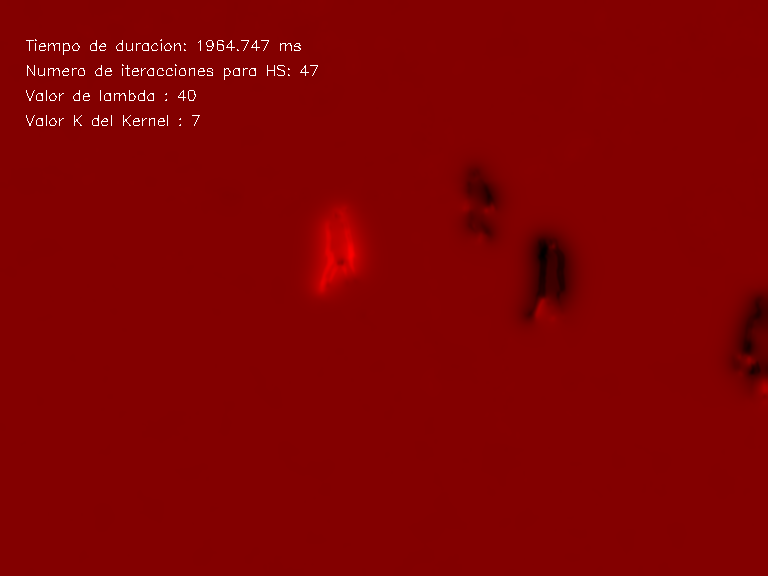 Tiempo de duracion: 1964.747 ms
Numero de iteracciones para HS: 47
Valor de lambda : 40
Valor K del Kernel : 7